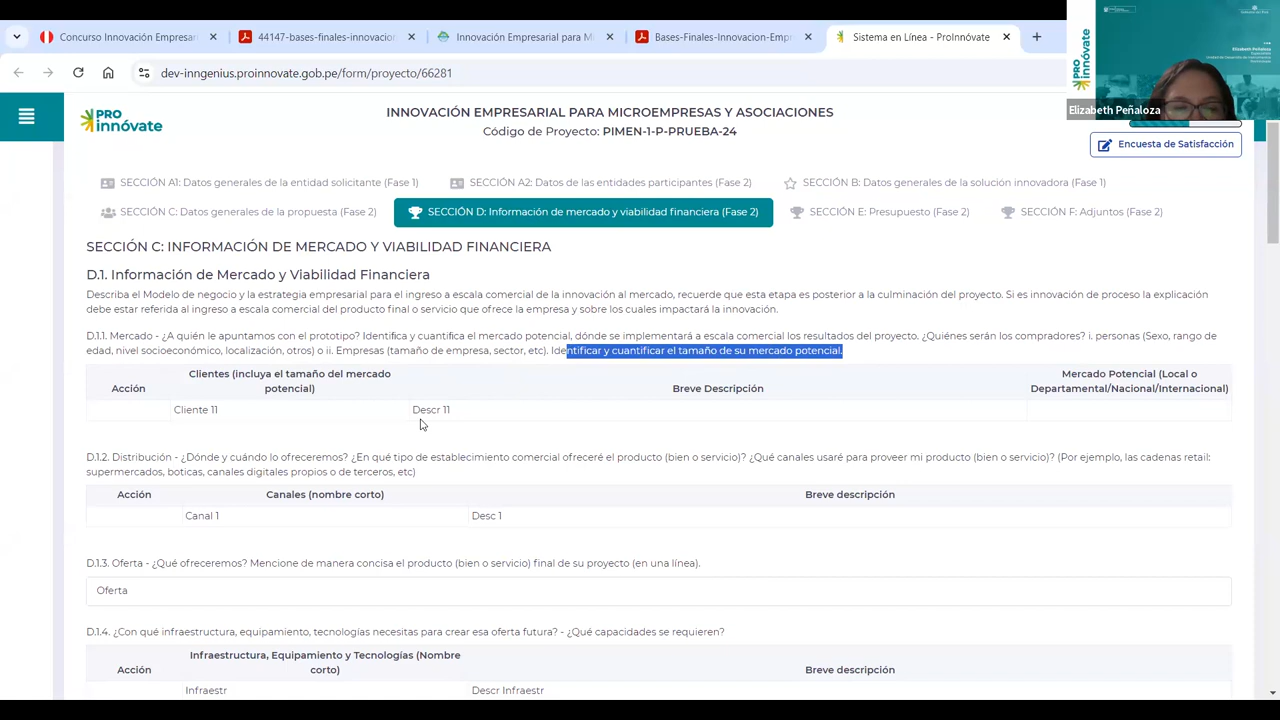 Concurso Innovación Empresari
44147-bases-finales-innovacion
Innovación Empresarial para Mi
Bases-Finales-Innovacion-Emp
Sistema en Línea - ProInnóvate
dev-inngenius.proinnovate.gob.pe/form/proyecto/66281
PRO innóvate
Elizabeth Peñaloza
Elizabeth Peñaloza
PRO
innóvate
INNOVACIÓN EMPRESARIAL PARA MICROEMPRESAS Y ASOCIACIONES
Código de Proyecto: PIMEN-1-P-PRUEBA-24
Encuesta de Satisfacción
SECCIÓN A1: Datos generales de la entidad solicitante (Fase 1)
SECCIÓN A2: Datos de las entidades participantes (Fase 2)
SECCIÓN B: Datos generales de la solución innovadora (Fase 1)
SECCIÓN C: Datos generales de la propuesta (Fase 2)
SECCIÓN D: Información de mercado y viabilidad financiera (Fase 2)
SECCIÓN E: Presupuesto (Fase 2)
SECCIÓN F: Adjuntos (Fase 2)
SECCIÓN C: INFORMACIÓN DE MERCADO Y VIABILIDAD FINANCIERA
D.1. Información de Mercado y Viabilidad Financiera
Describa el Modelo de negocio y la estrategia empresarial para el ingreso a escala comercial de la innovación al mercado, recuerde que esta etapa es posterior a la culminación del proyecto. Si es innovación de proceso la explicación
debe estar referida al ingreso a escala comercial del producto final o servicio que ofrece la empresa y sobre los cuales impactará la innovación.
D.1.1. Mercado - ¿A quién le apuntamos con el prototipo? Identifica y cuantifica el mercado potencial, dónde se implementará a escala comercial los resultados del proyecto. ¿Quiénes serán los compradores? i. personas (Sexo, rango de
edad, nivel socioeconómico, localización, otros) o ii. Empresas (tamaño de empresa, sector, etc). Identificar y cuantificar el tamaño de su mercado potencial.
Acción
Clientes (incluya el tamaño del mercado
potencial)
Breve Descripción
Mercado Potencial (Local o
Departamental/Nacional/Internacional)
Cliente 11
Descr 11
D.1.2. Distribución - ¿Dónde y cuándo lo ofreceremos? ¿En qué tipo de establecimiento comercial ofreceré el producto (bien o servicio)? ¿Qué canales usaré para proveer mi producto (bien o servicio)? (Por ejemplo, las cadenas retail:
supermercados, boticas, canales digitales propios o de terceros, etc)
Acción
Canales (nombre corto)
Breve descripción
Canal 1
Desc 1
D.1.3. Oferta - ¿Qué ofreceremos? Mencione de manera concisa el producto (bien o servicio) final de su proyecto (en una línea).
Oferta
D.1.4. ¿Con qué infraestructura, equipamiento, tecnologías necesitas para crear esa oferta futura? - ¿Qué capacidades se requieren?
Acción
Infraestructura, Equipamiento y Tecnologías (Nombre
corto)
Breve descripción
Infraestr
Descr Infraestr